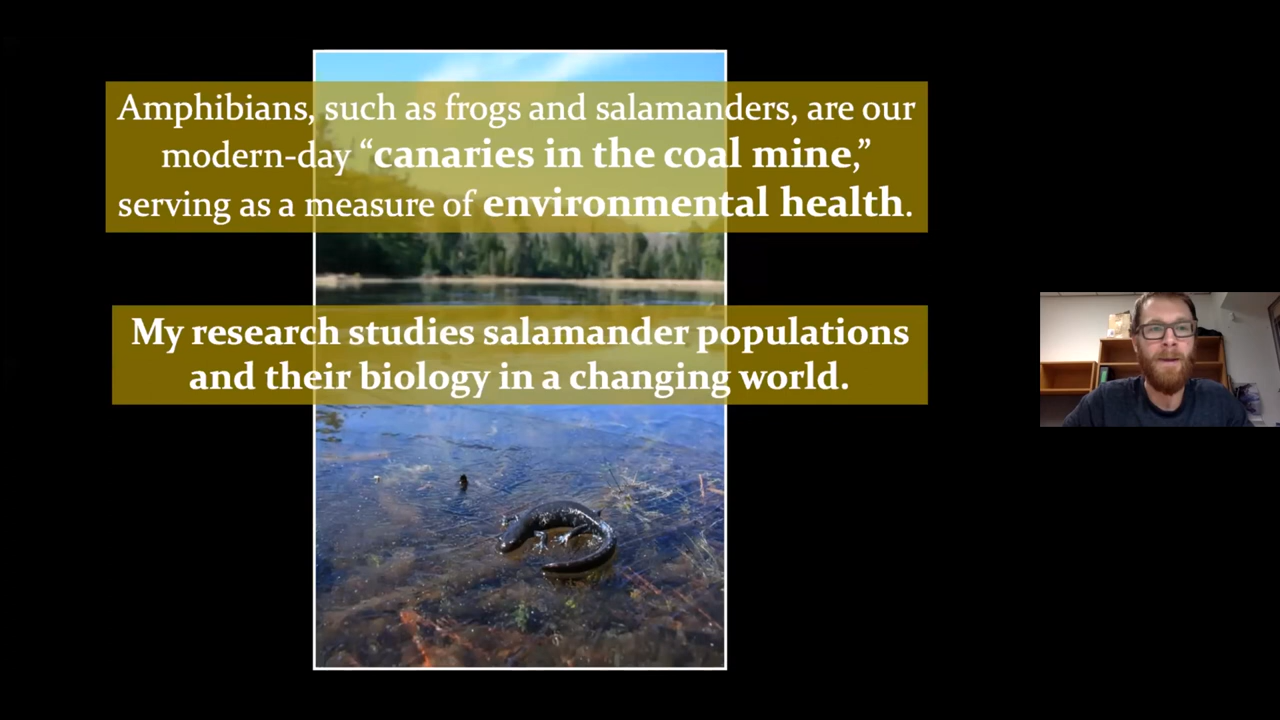 Amphibians, such as frogs and salamanders, are our
modern-day “canaries in the coal mine,”
serving as a measure of environmental health.
My research studies salamander populations
and their biology in a changing world.